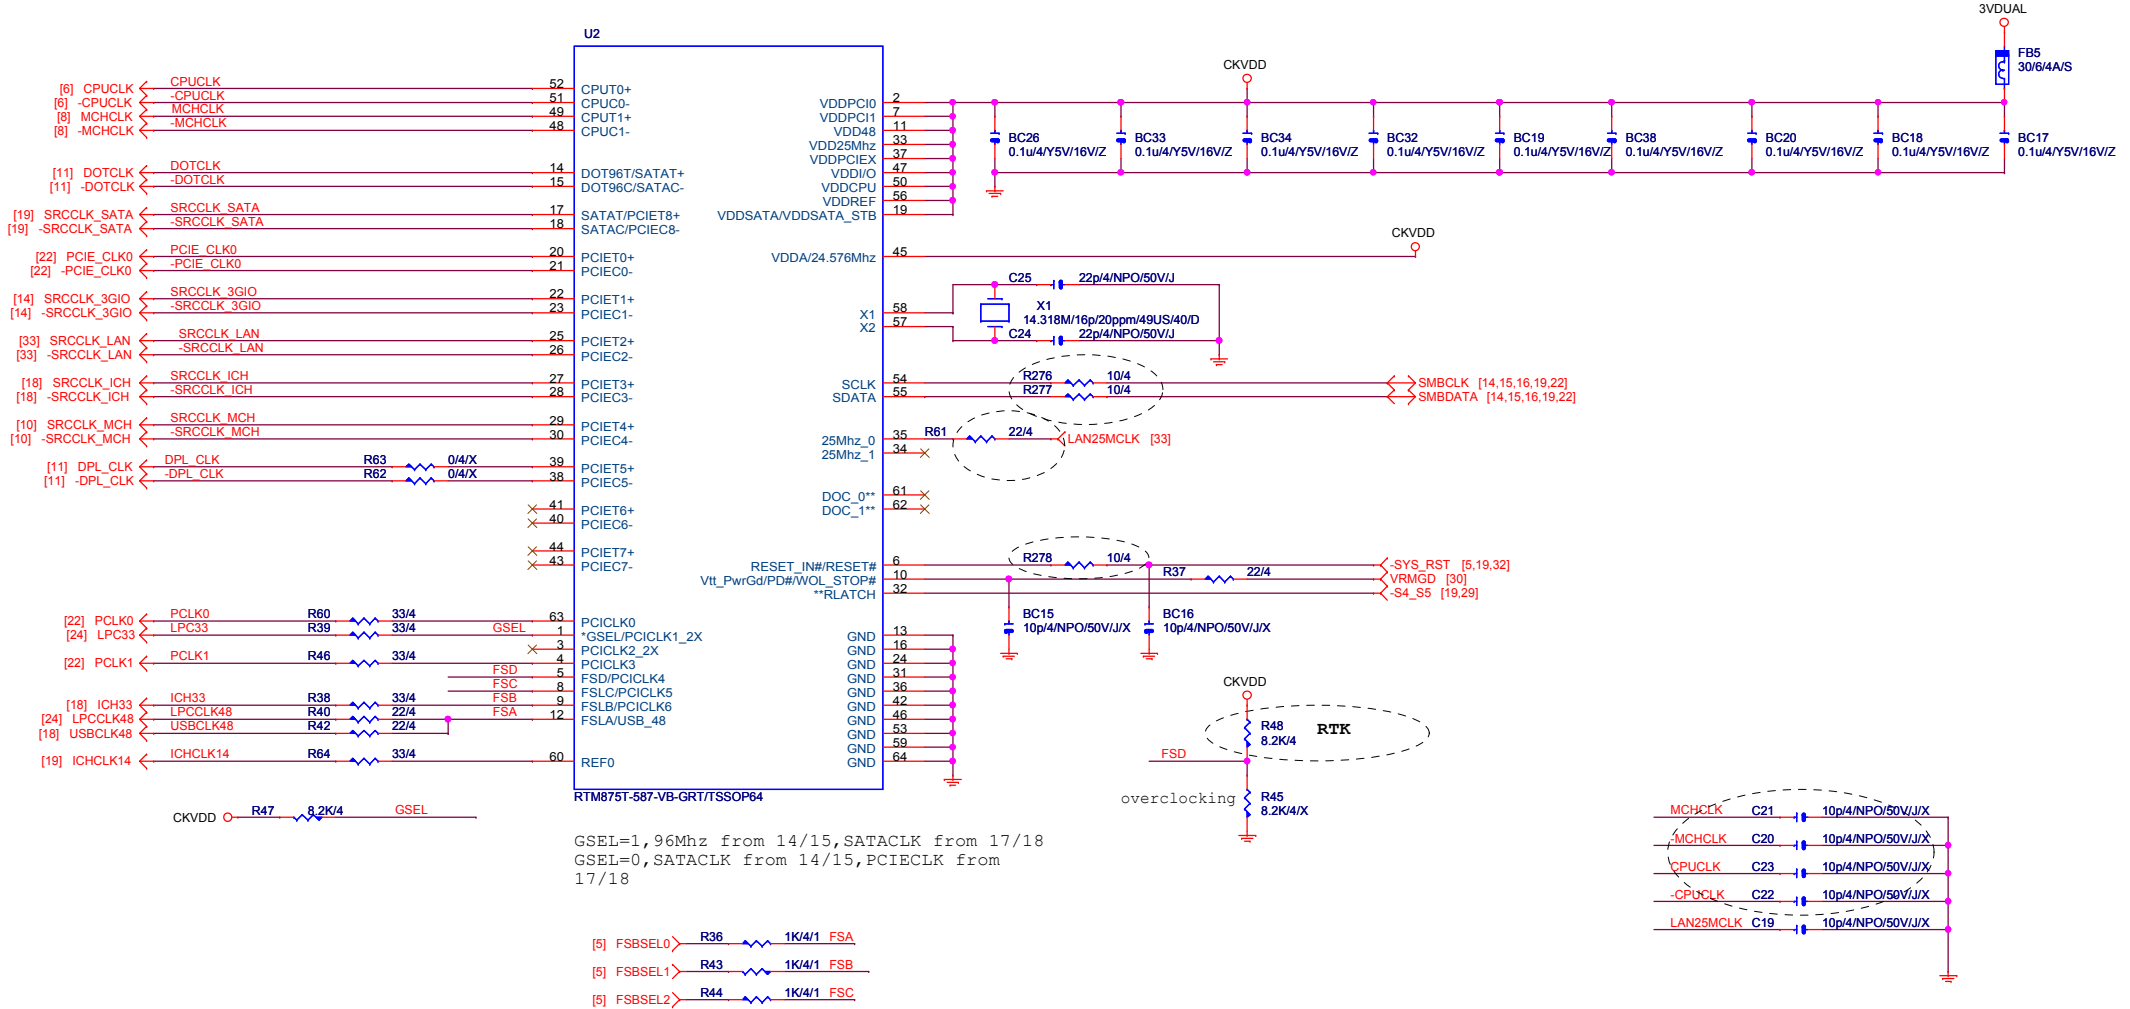 3VDUAL
U2
FB5
30/6/4A/S
CKVDD
[6] CPUCLK CPUCLK 52 CPUT0+
[6] -CPUCLK -CPUCLK 51 CPUC0-
[8] MCHCLK MCHCLK 49 CPUT1+
[8] -MCHCLK -MCHCLK 48 CPUC1-
[11] DOTCLK DOTCLK 14 DOT96T/SATAT+
[11] -DOTCLK -DOTCLK 15 DOT96C/SATAC-
[19] SRCCLK_SATA SRCCLK_SATA 17 SATAT/PCIET8+
[19] -SRCCLK_SATA -SRCCLK_SATA 18 SATAC/PCIEC8-
[22] PCIE_CLK0 PCIE_CLK0 20 PCIET0+
[22] -PCIE_CLK0 -PCIE_CLK0 21 PCIEC0-
[14] SRCCLK_3GIO SRCCLK_3GIO 22 PCIET1+
[14] -SRCCLK_3GIO -SRCCLK_3GIO 23 PCIEC1-
[33] SRCCLK_LAN SRCCLK_LAN 25 PCIET2+
[33] -SRCCLK_LAN -SRCCLK_LAN 26 PCIEC2-
[18] SRCCLK_ICH SRCCLK_ICH 27 PCIET3+
[18] -SRCCLK_ICH -SRCCLK_ICH 28 PCIEC3-
[10] SRCCLK_MCH SRCCLK_MCH 29 PCIET4+
[10] -SRCCLK_MCH -SRCCLK_MCH 30 PCIEC4-
[11] DPL_CLK DPL_CLK R63 0/4/X 39 PCIET5+
[11] -DPL_CLK -DPL_CLK R62 0/4/X 38 PCIEC5-
41 PCIET6+
40 PCIEC6-
44 PCIET7+
43 PCIEC7-
[22] PCLK0 PCLK0 R60 33/4 63 PCICLK0
[24] LPC33 LPC33 R39 33/4 GSEL 1 *GSEL/PCICLK1_2X
3 PCICLK2_2X
[22] PCLK1 PCLK1 R46 33/4 4 PCICLK3
FSD 5 FSD/PCICLK4
FSC 8 FSLC/PCICLK5
[18] ICH33 ICH33 R38 33/4 FSB 9 FSLB/PCICLK6
[24] LPCCLK48 LPCCLK48 R40 22/4 FSA 12 FSLA/USB_48
[18] USBCLK48 USBCLK48 R42 22/4
[19] ICHCLK14 ICHCLK14 R64 33/4 60 REF0
VDDPCI0 2
VDDPCI1 7
VDD48 11
VDD25Mhz 33
VDDPCIEX 37
VDDI/O 47
VDDCPU 50
VDDREF 56
VDDSATA/VDDSATA_STB 19
BC26 BC33 BC34 BC32 BC19 BC38 BC20 BC18 BC17
0.1u/4/Y5V/16V/Z 0.1u/4/Y5V/16V/Z 0.1u/4/Y5V/16V/Z 0.1u/4/Y5V/16V/Z 0.1u/4/Y5V/16V/Z 0.1u/4/Y5V/16V/Z 0.1u/4/Y5V/16V/Z 0.1u/4/Y5V/16V/Z 0.1u/4/Y5V/16V/Z
CKVDD
VDDA/24.576Mhz 45
C25 22p/4/NPO/50V/J
X1 58 X1
14.318M/16p/20ppm/49US/40/D
X2 57
C24 22p/4/NPO/50V/J
SCLK 54 R276 10/4 SMBCLK [14,15,16,19,22]
SDATA 55 R277 10/4 SMBDATA [14,15,16,19,22]
25Mhz_0 35 R61 22/4 LAN25MCLK [33]
25Mhz_1 34
DOC_0** 61
DOC_1** 62
RESET_IN#/RESET# 6 R278 10/4 -SYS_RST [5,19,32]
Vtt_PwrGd/PD#/WOL_STOP# 10 R37 22/4 VRMGD [30]
**RLATCH 32 -S4_S5 [19,29]
BC15 BC16
10p/4/NPO/50V/J/X 10p/4/NPO/50V/J/X
GND 13
GND 16
GND 24
GND 31
GND 36
GND 42
GND 46
GND 53
GND 59
GND 64
RTM875T-587-VB-GRT/TSSOP64
CKVDD
R48
8.2K/4
RTK
FSD
overclocking
R45
8.2K/4/X
CKVDD R47 8.2K/4 GSEL
GSEL=1,96Mhz from 14/15,SATACLK from 17/18
GSEL=0,SATACLK from 14/15,PCIECLK from
17/18
MCHCLK C21 10p/4/NPO/50V/J/X
-MCHCLK C20 10p/4/NPO/50V/J/X
CPUCLK C23 10p/4/NPO/50V/J/X
-CPUCLK C22 10p/4/NPO/50V/J/X
LAN25MCLK C19 10p/4/NPO/50V/J/X
[5] FSBSEL0 R36 1K/4/1 FSA
[5] FSBSEL1 R43 1K/4/1 FSB
[5] FSBSEL2 R44 1K/4/1 FSC